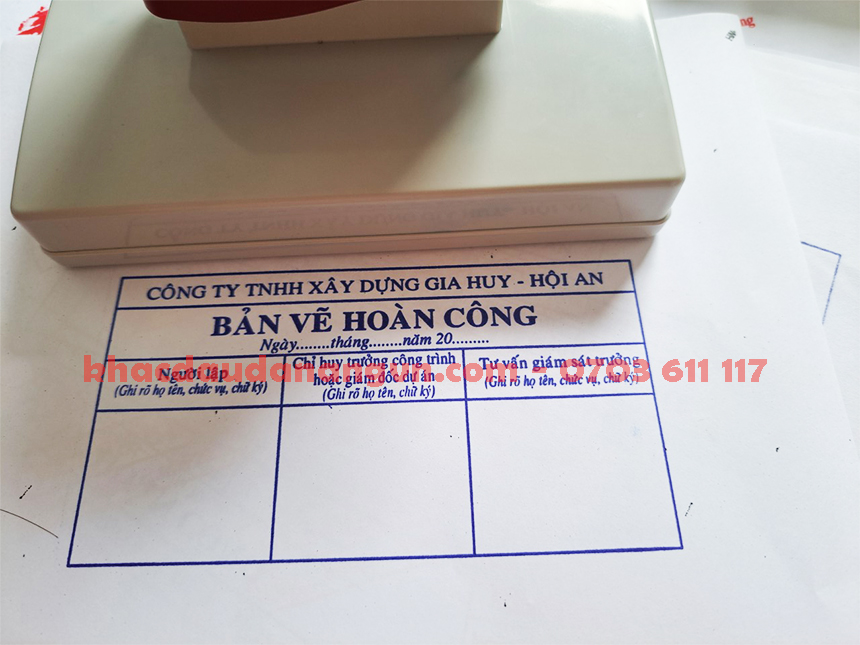 CÔNG TY TNHH XÂY DỰNG GIA HUY - HỘI AN
BẢN VẼ HOÀN CÔNG
Ngày........tháng........năm 20.........
Người lập
(Ghi rõ họ tên, chức vụ, chữ ký)
Chỉ huy trưởng công trình
hoặc giám đốc dự án
(Ghi rõ họ tên, chữ ký)
Tư vấn giám sát trưởng
(Ghi rõ họ tên, chức vụ, chữ ký)
khacdaudanangvn.com - 0703 611 117